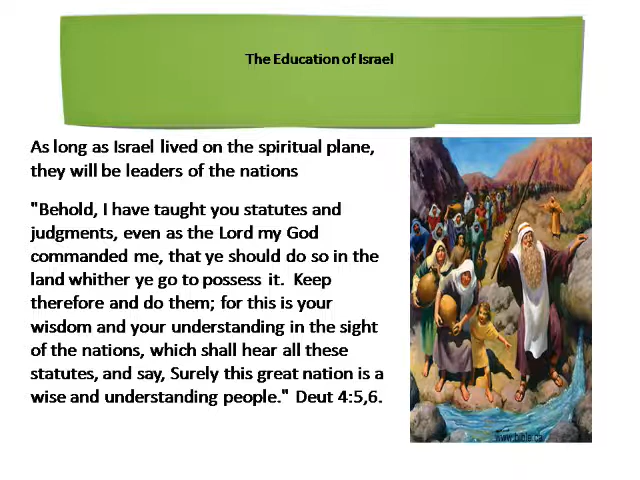 The Education of Israel
As long as Israel lived on the spiritual plane,
they will be leaders of the nations
"Behold, I have taught you statutes and
judgments, even as the Lord my God
commanded me, that ye should do so in the
land whither ye go to possess it.  Keep
therefore and do them; for this is your
wisdom and your understanding in the sight
of the nations, which shall hear all these
statutes, and say, Surely this great nation is a
wise and understanding people."  Deut 4:5,6.
www.bible.ca